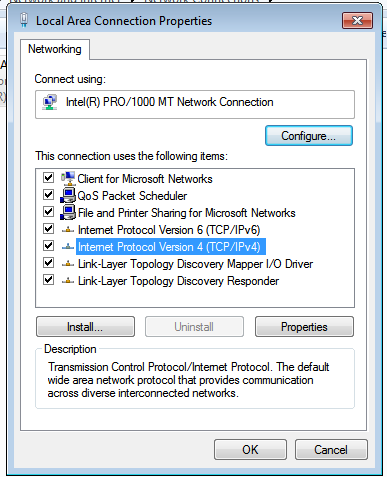 Local Area Connection Properties
Networking
Connect using:
Intel(R) PRO/1000 MT Network Connection
Configure...
This connection uses the following items:
Client for Microsoft Networks
QoS Packet Scheduler
File and Printer Sharing for Microsoft Networks
Internet Protocol Version 6 (TCP/IPv6)
Internet Protocol Version 4 (TCP/IPv4)
Link-Layer Topology Discovery Mapper I/O Driver
Link-Layer Topology Discovery Responder
Install... Uninstall Properties
Description
Transmission Control Protocol/Internet Protocol. The default
wide area network protocol that provides communication
across diverse interconnected networks.
OK Cancel